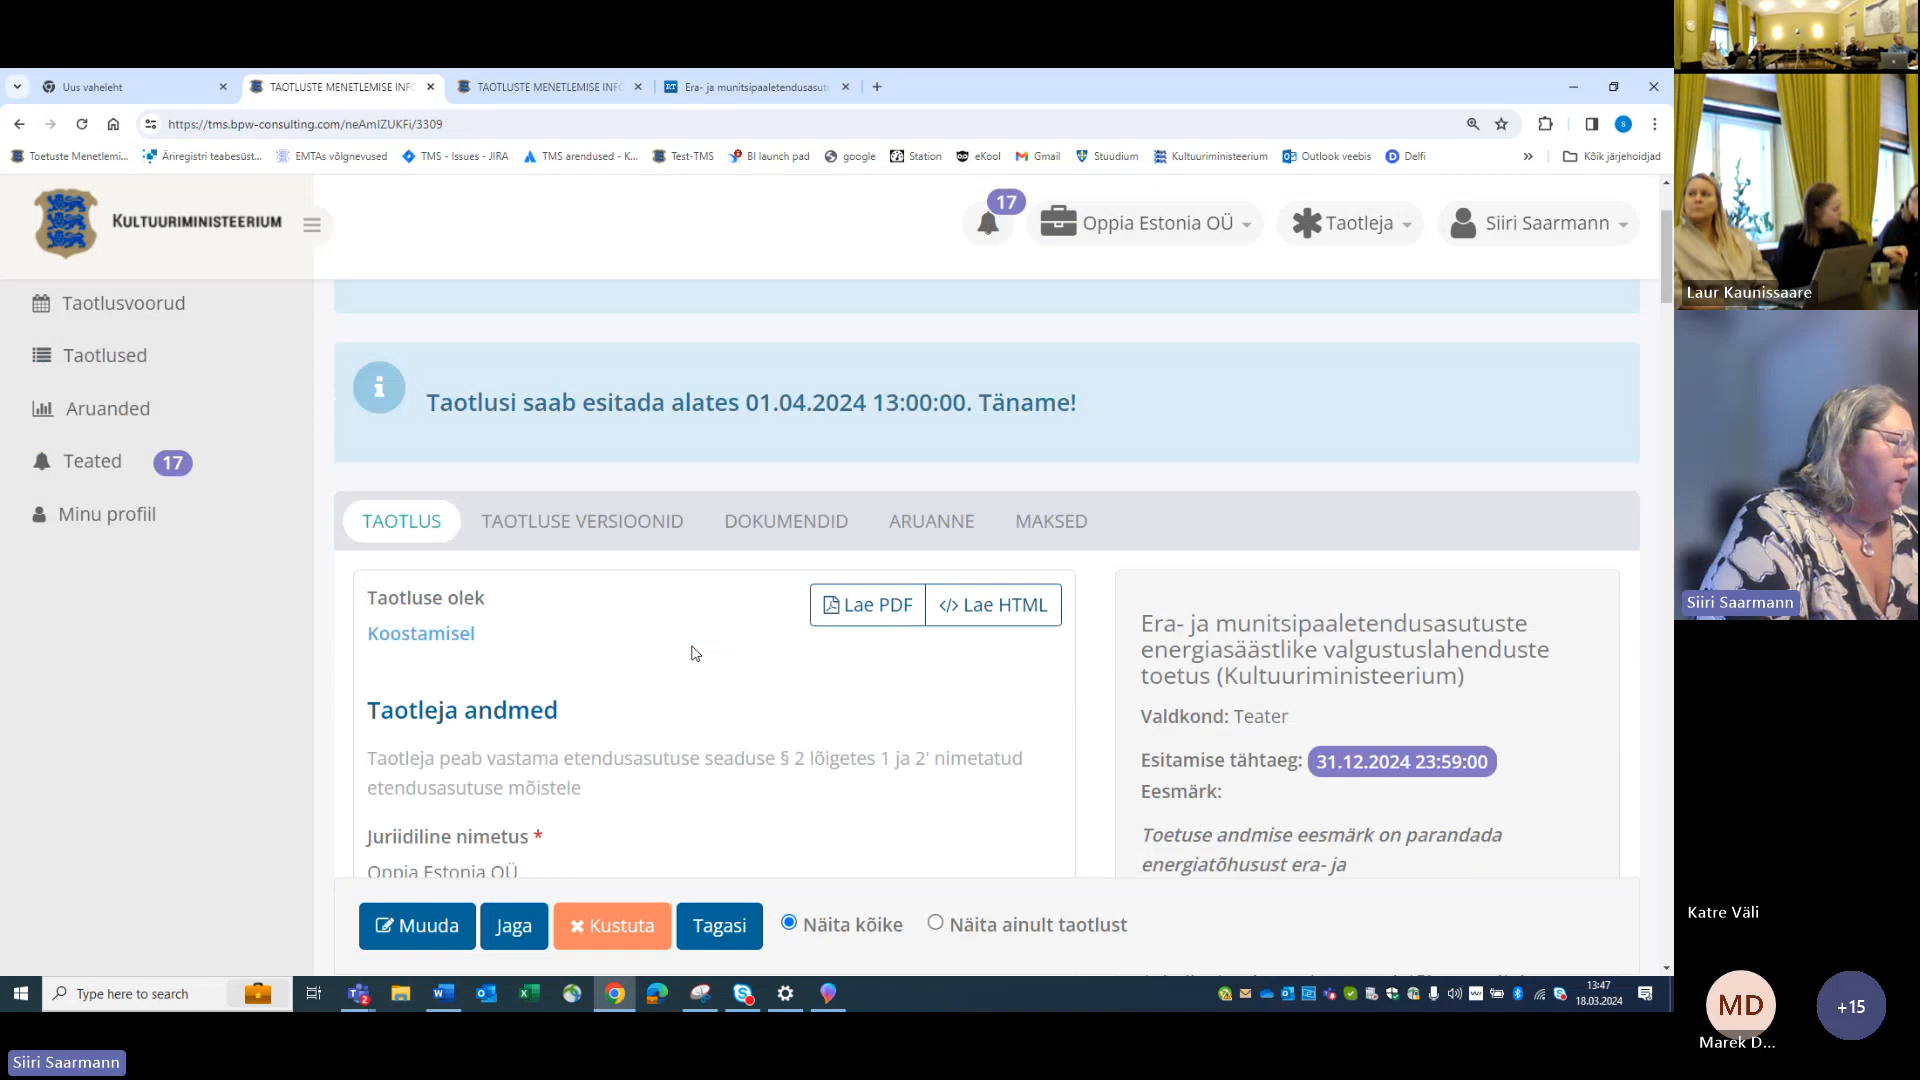 Uus vaheleht
TAOTLUSTE MENETLEMISE INFO
TAOTLUSTE MENETLEMISE INFO
Era- ja munitsipaaletendusasut
https://tms.bpw-consulting.com/neAmIZUKFi/3309
Toetuste Menetlemi...
Äriregistri teabesüst...
EMTAs võlgnevused
TMS - Issues - JIRA
TMS arendused - K...
Test-TMS
BI launch pad
google
Station
eKool
Gmail
Stuudium
Kultuuriministeerium
Outlook veebis
Delfi
»
Kõik järjehoidjad
KULTUURIMINISTEERIUM
17
Oppia Estonia OÜ
Taotleja
Siiri Saarmann
Taotlusvoorud
Taotlused
Aruanded
Teated 17
Minu profiil
Taotlusi saab esitada alates 01.04.2024 13:00:00. Täname!
TAOTLUS
TAOTLUSE VERSIOONID
DOKUMENDID
ARUANNE
MAKSED
Taotluse olek
Koostamisel
Lae PDF
</> Lae HTML
Taotleja andmed
Taotleja peab vastama etendusasutuse seaduse § 2 lõigetes 1 ja 2' nimetatud
etendusasutuse mõistele
Juriidiline nimetus *
Oppia Estonia OÜ
Era- ja munitsipaaletendusasutuste
energiasäästlike valgustuslahenduste
toetus (Kultuuriministeerium)
Valdkond: Teater
Esitamise tähtaeg: 31.12.2024 23:59:00
Eesmärk:
Toetuse andmise eesmärk on parandada
energiatõhusust era- ja
Muuda
Jaga
Kustuta
Tagasi
Näita kõike
Näita ainult taotlust
Type here to search
13:47
18.03.2024
Laur Kaunissaare
Siiri Saarmann
Katre Väli
MD
Marek D...
+15
Siiri Saarmann